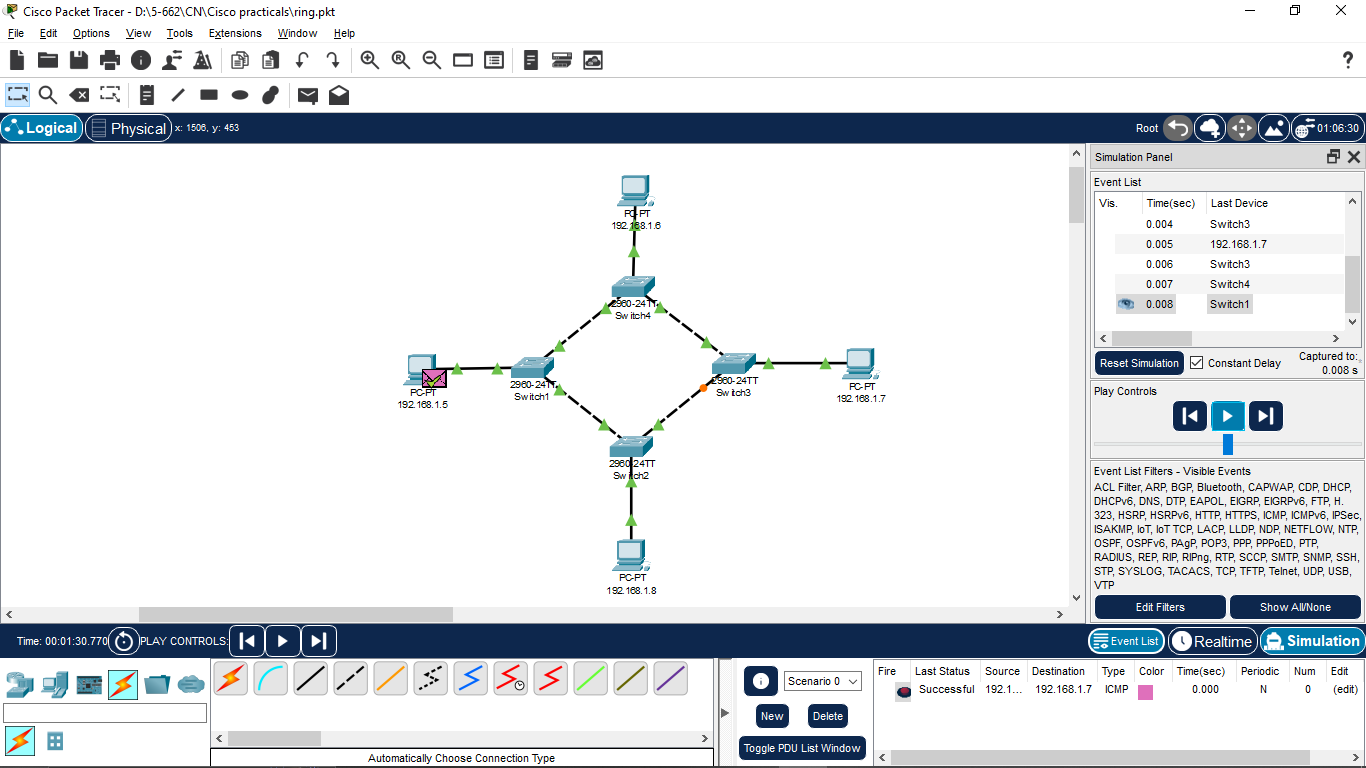 Cisco Packet Tracer - D:\5-662\CN\Cisco practicals\ring.pkt
File Edit Options View Tools Extensions Window Help
Logical Physical x: 1506, y: 453 Root 01:06:30
PC-PT
192.168.1.6
2960-24TT
Switch4
PC-PT
192.168.1.5
2960-24TT
Switch1
2960-24TT
Switch3
PC-PT
192.168.1.7
2960-24TT
Switch2
PC-PT
192.168.1.8
Simulation Panel
Event List
Vis. Time(sec) Last Device
0.004 Switch3
0.005 192.168.1.7
0.006 Switch3
0.007 Switch4
0.008 Switch1
Reset Simulation Constant Delay Captured to:
0.008 s
Play Controls
Event List Filters - Visible Events
ACL Filter, ARP, BGP, Bluetooth, CAPWAP, CDP, DHCP,
DHCPv6, DNS, DTP, EAPOL, EIGRP, EIGRPv6, FTP, H.
323, HSRP, HSRPv6, HTTP, HTTPS, ICMP, ICMPv6, IPSec,
ISAKMP, IoT, IoT TCP, LACP, LLDP, NDP, NETFLOW, NTP,
OSPF, OSPFv6, PAgP, POP3, PPP, PPPoED, PTP,
RADIUS, REP, RIP, RIPng, RTP, SCCP, SMTP, SNMP, SSH,
STP, SYSLOG, TACACS, TCP, TFTP, Telnet, UDP, USB,
VTP
Edit Filters Show All/None
Time: 00:01:30.770 PLAY CONTROLS: Event List Realtime Simulation
Automatically Choose Connection Type
Scenario 0
New Delete
Toggle PDU List Window
Fire Last Status Source Destination Type Color Time(sec) Periodic Num Edit
Successful 192.1... 192.168.1.7 ICMP 0.000 N 0 (edit)